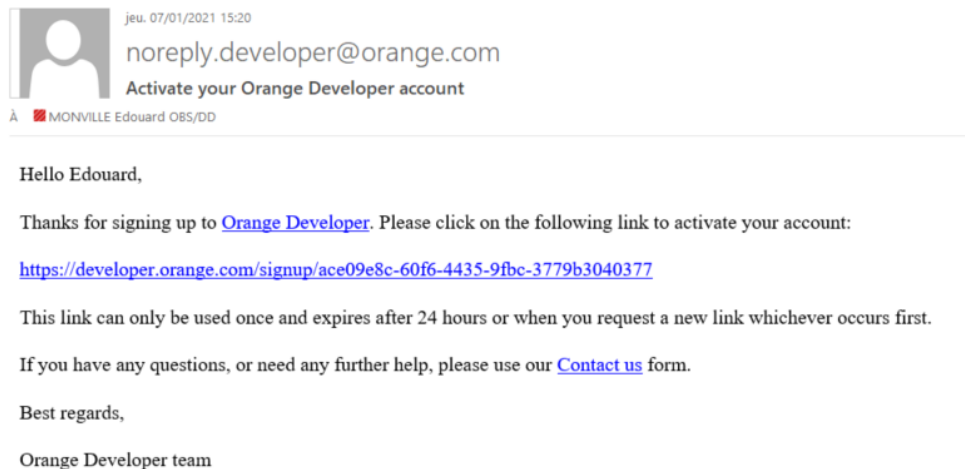 jeu. 07/01/2021 15:20
noreply.developer@orange.com
Activate your Orange Developer account
À MONVILLE Edouard OBS/DD
Hello Edouard,
Thanks for signing up to Orange Developer. Please click on the following link to activate your account:
https://developer.orange.com/signup/ace09e8c-60f6-4435-9fbc-3779b3040377
This link can only be used once and expires after 24 hours or when you request a new link whichever occurs first.
If you have any questions, or need any further help, please use our Contact us form.
Best regards,
Orange Developer team